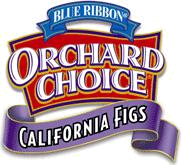 BLUE RIBBON®
ORCHARD
CHOICE
CALIFORNIA FIGS